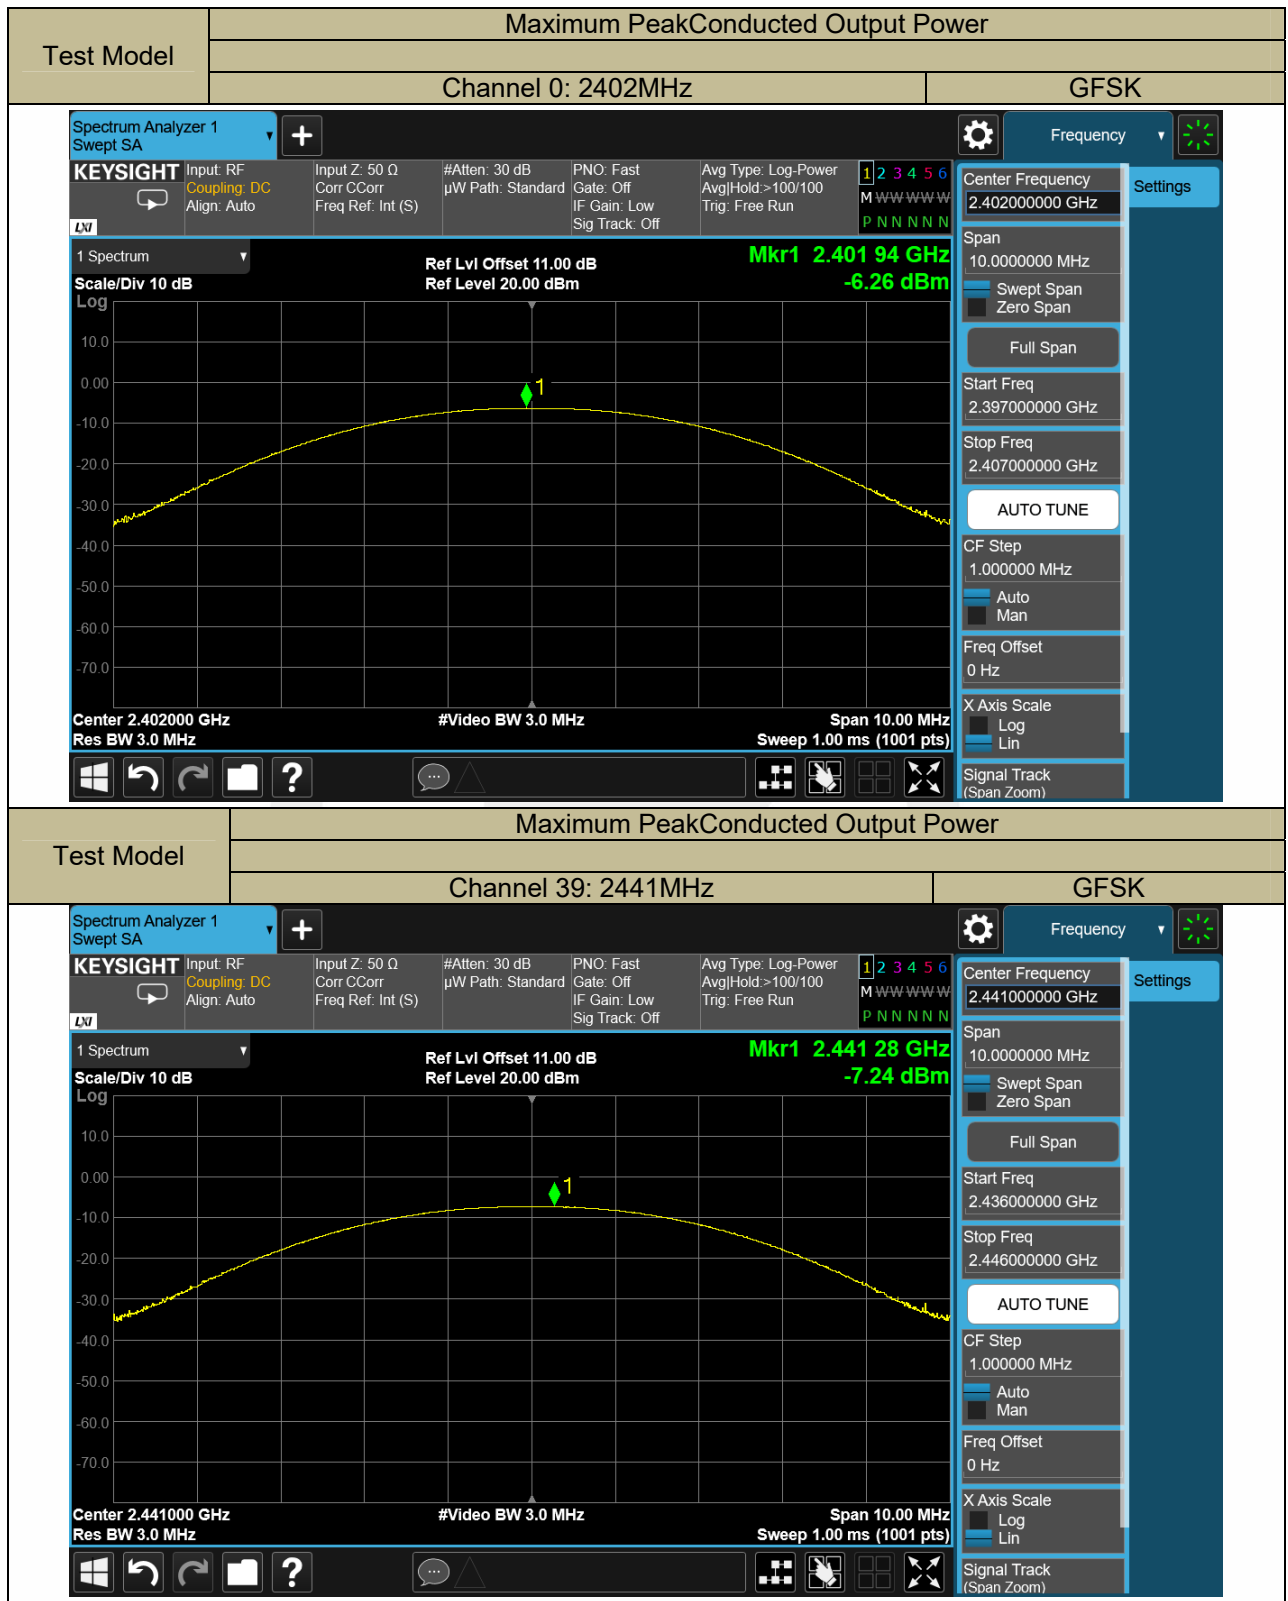 Test Model
Maximum PeakConducted Output Power
Channel 0: 2402MHz
GFSK
Spectrum Analyzer 1
Swept SA
Frequency
KEYSIGHT
LXI
Input: RF
Coupling: DC
Align: Auto
Input Z: 50 Ω
Corr CCorr
Freq Ref: Int (S)
#Atten: 30 dB
µW Path: Standard
PNO: Fast
Gate: Off
IF Gain: Low
Sig Track: Off
Avg Type: Log-Power
Avg|Hold:>100/100
Trig: Free Run
1 2 3 4 5 6
M W W W W W
P N N N N N
1 Spectrum
Scale/Div 10 dB
Log
Ref Lvl Offset 11.00 dB
Ref Level 20.00 dBm
Mkr1 2.401 94 GHz
-6.26 dBm
1
10.0
0.00
-10.0
-20.0
-30.0
-40.0
-50.0
-60.0
-70.0
Center 2.402000 GHz
Res BW 3.0 MHz
#Video BW 3.0 MHz
Span 10.00 MHz
Sweep 1.00 ms (1001 pts)
Center Frequency
2.402000000 GHz
Span
10.0000000 MHz
Swept Span
Zero Span
Full Span
Start Freq
2.397000000 GHz
Stop Freq
2.407000000 GHz
AUTO TUNE
CF Step
1.000000 MHz
Auto
Man
Freq Offset
0 Hz
X Axis Scale
Log
Lin
Signal Track
(Span Zoom)
Settings
Test Model
Maximum PeakConducted Output Power
Channel 39: 2441MHz
GFSK
Spectrum Analyzer 1
Swept SA
Frequency
KEYSIGHT
LXI
Input: RF
Coupling: DC
Align: Auto
Input Z: 50 Ω
Corr CCorr
Freq Ref: Int (S)
#Atten: 30 dB
µW Path: Standard
PNO: Fast
Gate: Off
IF Gain: Low
Sig Track: Off
Avg Type: Log-Power
Avg|Hold:>100/100
Trig: Free Run
1 2 3 4 5 6
M W W W W W
P N N N N N
1 Spectrum
Scale/Div 10 dB
Log
Ref Lvl Offset 11.00 dB
Ref Level 20.00 dBm
Mkr1 2.441 28 GHz
-7.24 dBm
1
10.0
0.00
-10.0
-20.0
-30.0
-40.0
-50.0
-60.0
-70.0
Center 2.441000 GHz
Res BW 3.0 MHz
#Video BW 3.0 MHz
Span 10.00 MHz
Sweep 1.00 ms (1001 pts)
Center Frequency
2.441000000 GHz
Span
10.0000000 MHz
Swept Span
Zero Span
Full Span
Start Freq
2.436000000 GHz
Stop Freq
2.446000000 GHz
AUTO TUNE
CF Step
1.000000 MHz
Auto
Man
Freq Offset
0 Hz
X Axis Scale
Log
Lin
Signal Track
(Span Zoom)
Settings